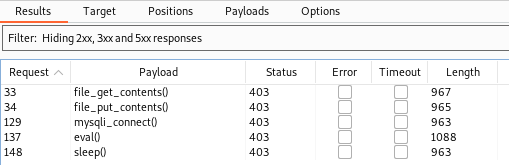 Results Target Positions Payloads Options
Filter: Hiding 2xx, 3xx and 5xx responses
Request Payload Status Error Timeout Length
33 file_get_contents() 403 967
34 file_put_contents() 403 965
129 mysqli_connect() 403 963
137 eval() 403 1088
148 sleep() 403 963